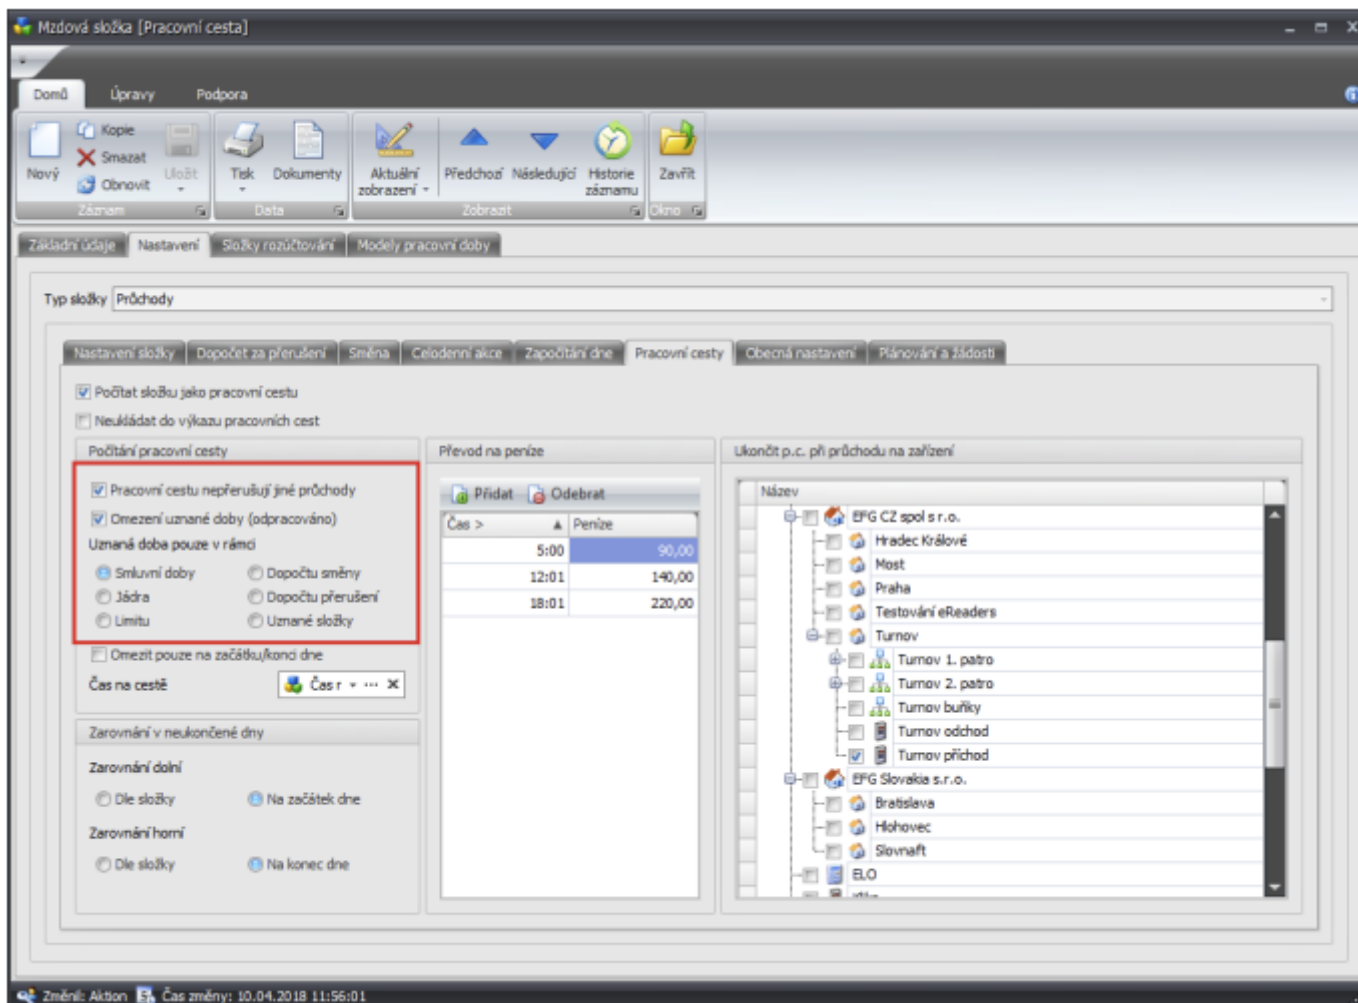 Mzdová složka [Pracovní cesta]
Domů Úpravy Podpora
Nový Kopie Smazat Obnovit Uložit Tisk Dokumenty Aktuální zobrazení Předchozí Následující Historie záznamu Zavřít
Záznam Data Zobrazit Okno
Základní údaje Nastavení Složky rozúčtování Modely pracovní doby
Typ složky Průchody
Nastavení složky Dopočet za přerušení Směna Celodenní akce Započítání dne Pracovní cesty Obecná nastavení Plánování a žádosti
Počítat složku jako pracovní cestu
Neukládat do výkazu pracovních cest
Počítání pracovní cesty
Pracovní cestu nepřerušují jiné průchody
Omezení uznané doby (odpracováno)
Uznaná doba pouze v rámci
Smluvní doby Dopočtu směny
Jádra Dopočtu přerušení
Limitu Uznané složky
Omezit pouze na začátku/konci dne
Čas na cestě Čas r
Zarovnání v neukončené dny
Zarovnání dolní
Dle složky Na začátek dne
Zarovnání horní
Dle složky Na konec dne
Převod na peníze
Přidat Odebrat
Čas > Peníze
5:00 90,00
12:01 140,00
18:01 220,00
Ukončit p.c. při průchodu na zařízení
Název
EFG CZ spol s r.o.
Hradec Králové
Most
Praha
Testování eReaders
Turnov
Turnov 1. patro
Turnov 2. patro
Turnov buňky
Turnov odchod
Turnov příchod
EFG Slovakia s.r.o.
Bratislava
Hlohovec
Slovnaft
ELO
Změnil: Aktion Čas změny: 10.04.2018 11:56:01